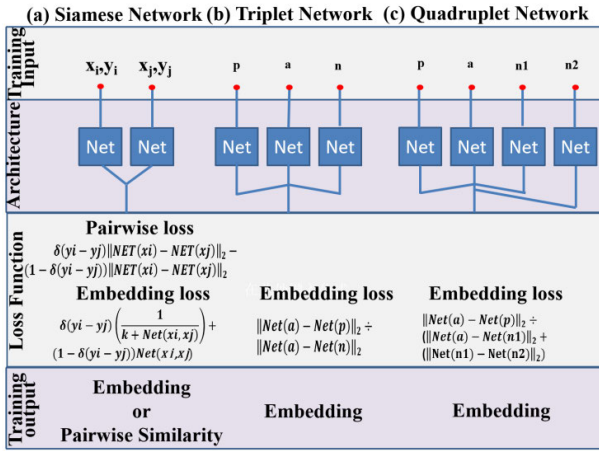 (a) Siamese Network (b) Triplet Network (c) Quadruplet Network
Training
Input
xᵢ,yᵢ xⱼ,yⱼ p a n p a n1 n2
Architecture
Net Net Net Net Net Net Net Net Net
Loss Function
Pairwise loss
δ(yi − yj)‖NET(xi) − NET(xj)‖₂ −
(1 − δ(yi − yj))‖NET(xi) − NET(xj)‖₂
Embedding loss Embedding loss Embedding loss
δ(yi − yj)(1 / k + Net(xi, xj)) + ‖Net(a) − Net(p)‖₂ ÷ ‖Net(a) − Net(p)‖₂ ÷
(1 − δ(yi − yj))Net(xi,xj) ‖Net(a) − Net(n)‖₂ (‖Net(a) − Net(n1)‖₂ +
(‖Net(n1) − Net(n2)‖₂)
Training
output
Embedding
or
Pairwise Similarity
Embedding Embedding